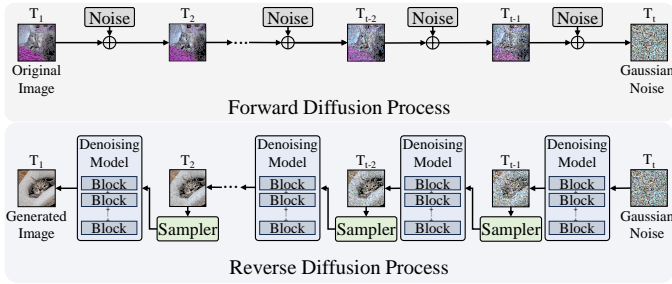 T1 Noise T2 Noise Tt-2 Noise Tt-1 Noise Tt
Original
Image
Gaussian
Noise
Forward Diffusion Process
T1 Denoising Model T2 Denoising Model Tt-2 Denoising Model Tt-1 Denoising Model Tt
Block Block Block Block
Block Block Block Block
Block Block Block Block
Generated
Image
Sampler Sampler Sampler
Gaussian
Noise
...
...
Reverse Diffusion Process